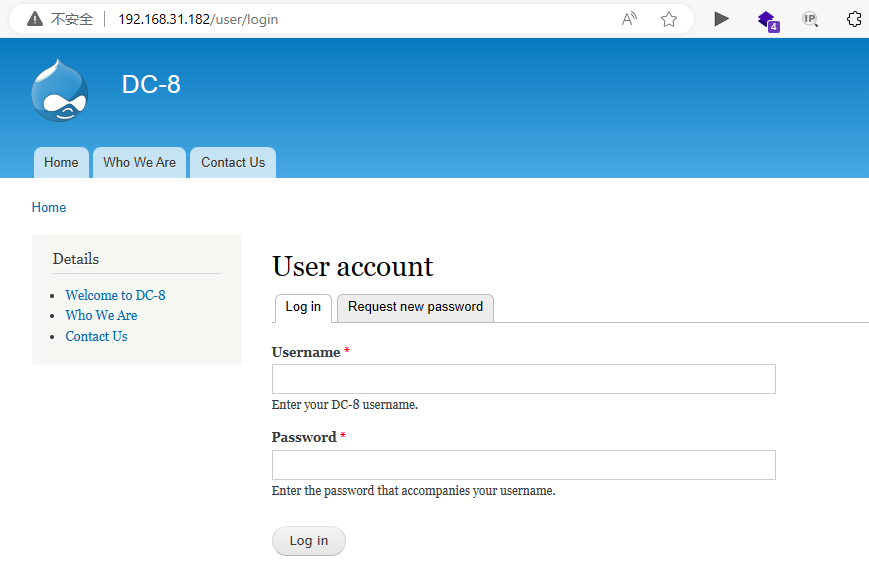 不安全 192.168.31.182/user/login
4
IP
DC-8
Home Who We Are Contact Us
Home
Details
Welcome to DC-8
Who We Are
Contact Us
User account
Log in Request new password
Username *
Enter your DC-8 username.
Password *
Enter the password that accompanies your username.
Log in